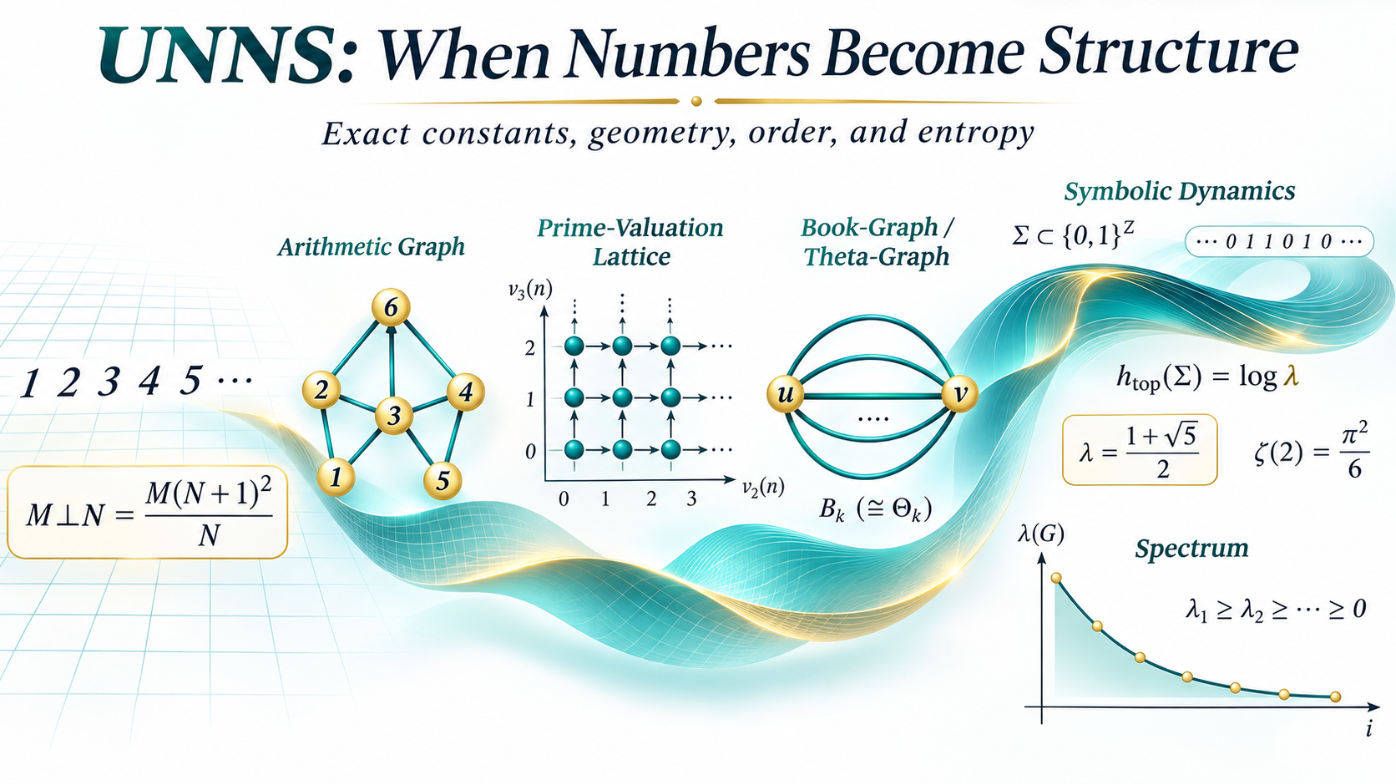 UNNS: When Numbers Become Structure
Exact constants, geometry, order, and entropy
1 2 3 4 5 ⋯
M⊥N = M(N+1)² / N
Arithmetic Graph
6
2
4
3
1
5
Prime-Valuation
Lattice
v₃(n)
2 ⋯
1 ⋯
0 ⋯
0 1 2 3
v₂(n)
Book-Graph /
Theta-Graph
u v
····
Bₖ (≅ Θₖ)
Symbolic Dynamics
Σ ⊂ {0,1}^ℤ
⋯ 0 1 1 0 1 0 ⋯
h_top(Σ) = log λ
λ = (1+√5) / 2
ζ(2) = π² / 6
λ(G)
Spectrum
λ₁ ≥ λ₂ ≥ ⋯ ≥ 0
i